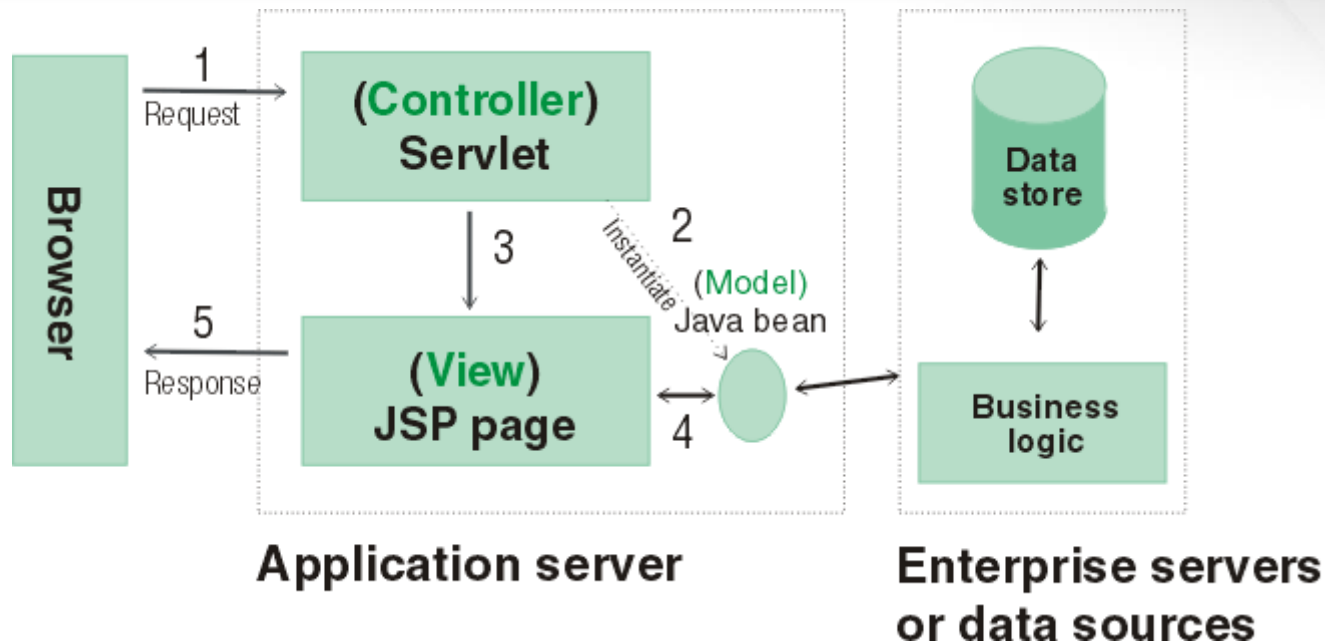 1
Request
(Controller)
Servlet
Browser
2
Instantiate
3
(Model)
Java bean
5
Response
(View)
JSP page
4
Data
store
Business
logic
Application server
Enterprise servers
or data sources